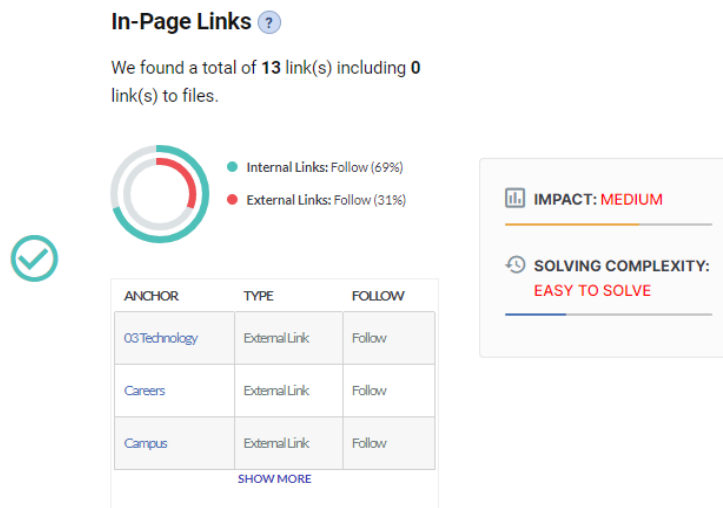 In-Page Links ?
We found a total of 13 link(s) including 0
link(s) to files.
Internal Links: Follow (69%)
External Links: Follow (31%)
IMPACT: MEDIUM
SOLVING COMPLEXITY:
EASY TO SOLVE
ANCHOR TYPE FOLLOW
03 Technology External Link Follow
Careers External Link Follow
Campus External Link Follow
SHOW MORE